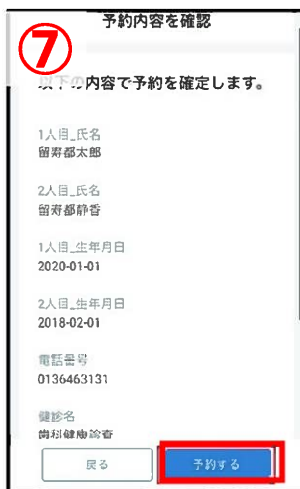 予約内容を確認
⑦
以下の内容で予約を確定します。
1人目_氏名
留寿都太郎
2人目_氏名
留寿都静香
1人目_生年月日
2020-01-01
2人目_生年月日
2018-02-01
電話番号
0136463131
健診名
歯科健康診査
戻る
予約する